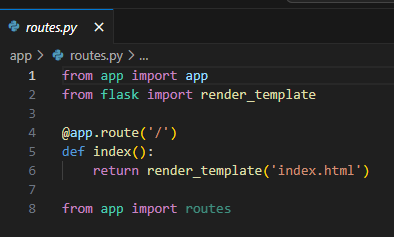 routes.py ×
app > routes.py > ...
1 from app import app
2 from flask import render_template
3
4 @app.route('/')
5 def index():
6     return render_template('index.html')
7
8 from app import routes